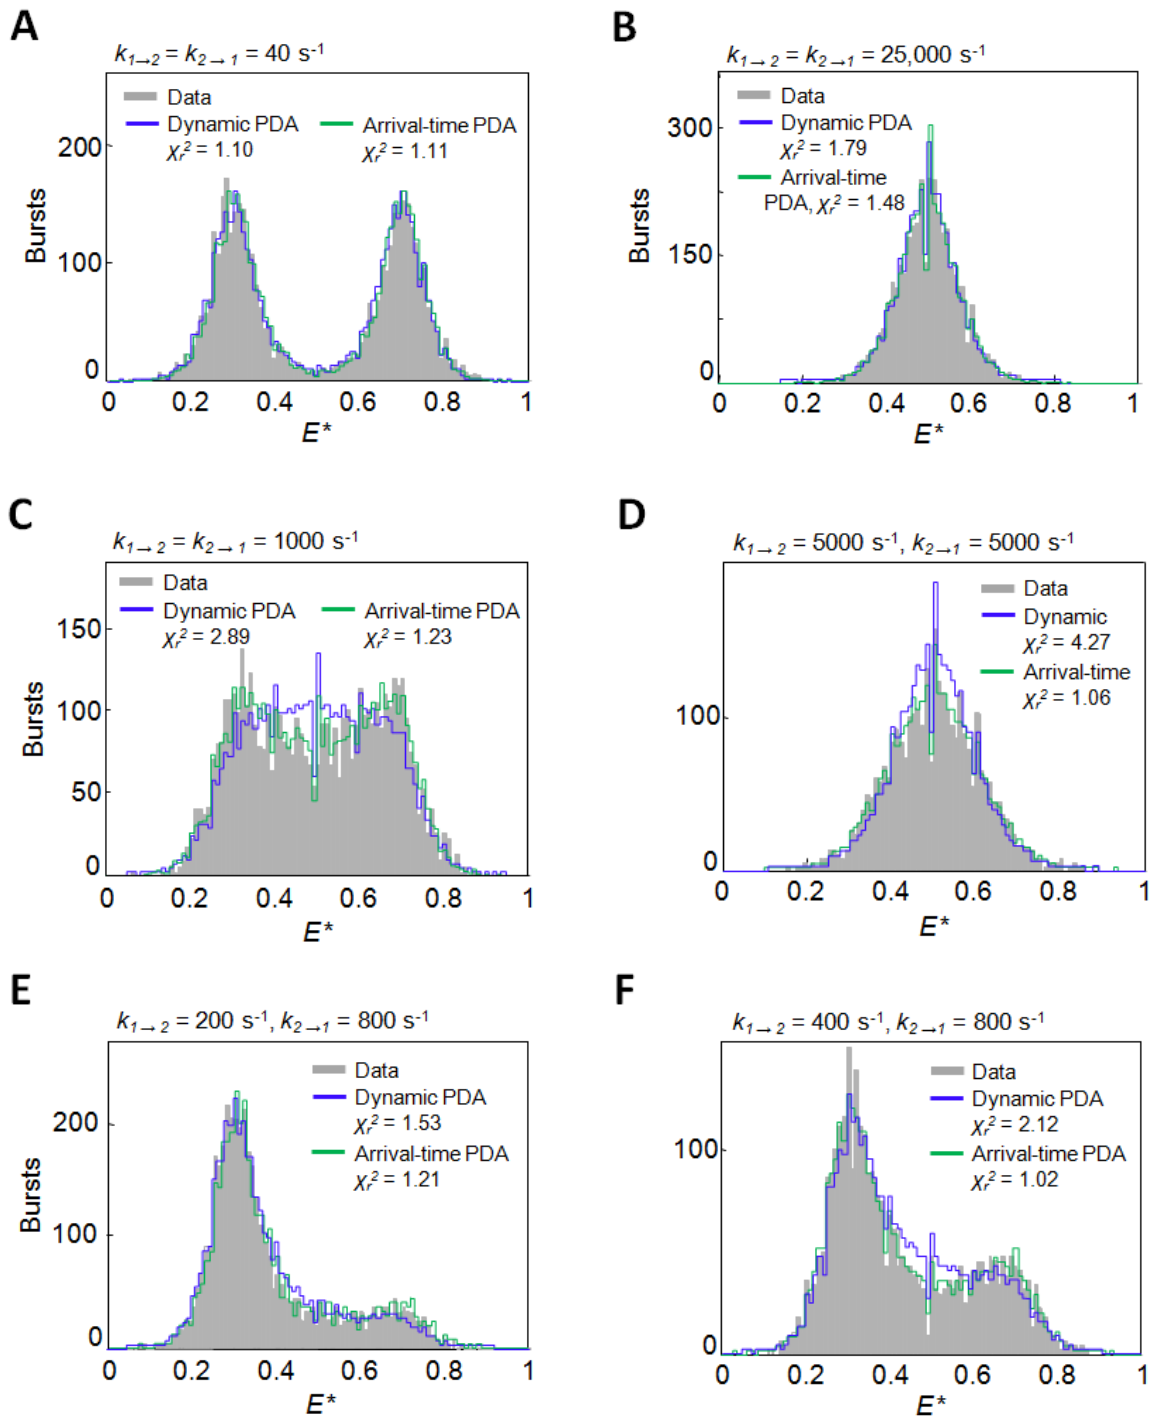 A
k1→2 = k2→1 = 40 s-1
Data
Dynamic PDA
χr2 = 1.10
Arrival-time PDA
χr2 = 1.11
Bursts
200
100
0
0 0.2 0.4 0.6 0.8 1
E*
B
k1→2 = k2→1 = 25,000 s-1
Data
Dynamic PDA
χr2 = 1.79
Arrival-time
PDA, χr2 = 1.48
Bursts
300
150
0
0 0.2 0.4 0.6 0.8 1
E*
C
k1→2 = k2→1 = 1000 s-1
Data
Dynamic PDA
χr2 = 2.89
Arrival-time PDA
χr2 = 1.23
Bursts
150
100
50
0
0 0.2 0.4 0.6 0.8 1
E*
D
k1→2 = 5000 s-1, k2→1 = 5000 s-1
Data
Dynamic
χr2 = 4.27
Arrival-time
χr2 = 1.06
100
0
0 0.2 0.4 0.6 0.8 1
E*
E
k1→2 = 200 s-1, k2→1 = 800 s-1
Data
Dynamic PDA
χr2 = 1.53
Arrival-time PDA
χr2 = 1.21
Bursts
200
100
0
0 0.2 0.4 0.6 0.8 1
E*
F
k1→2 = 400 s-1, k2→1 = 800 s-1
Data
Dynamic PDA
χr2 = 2.12
Arrival-time PDA
χr2 = 1.02
100
0
0 0.2 0.4 0.6 0.8 1
E*